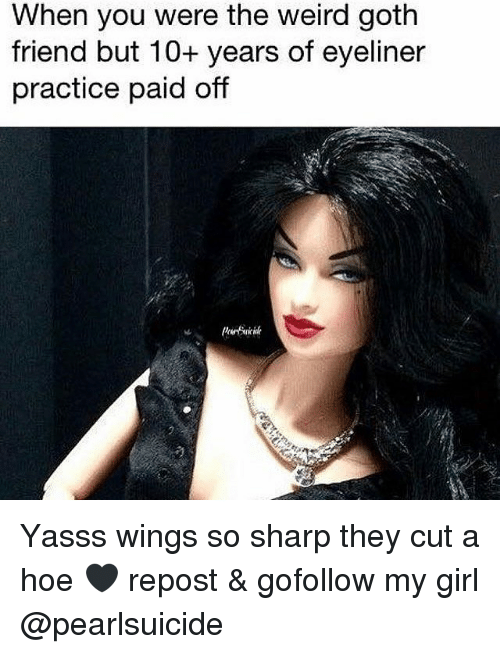 When you were the weird goth
friend but 10+ years of eyeliner
practice paid off
PearlSuicide
Yasss wings so sharp they cut a
hoe 🖤 repost & gofollow my girl
@pearlsuicide